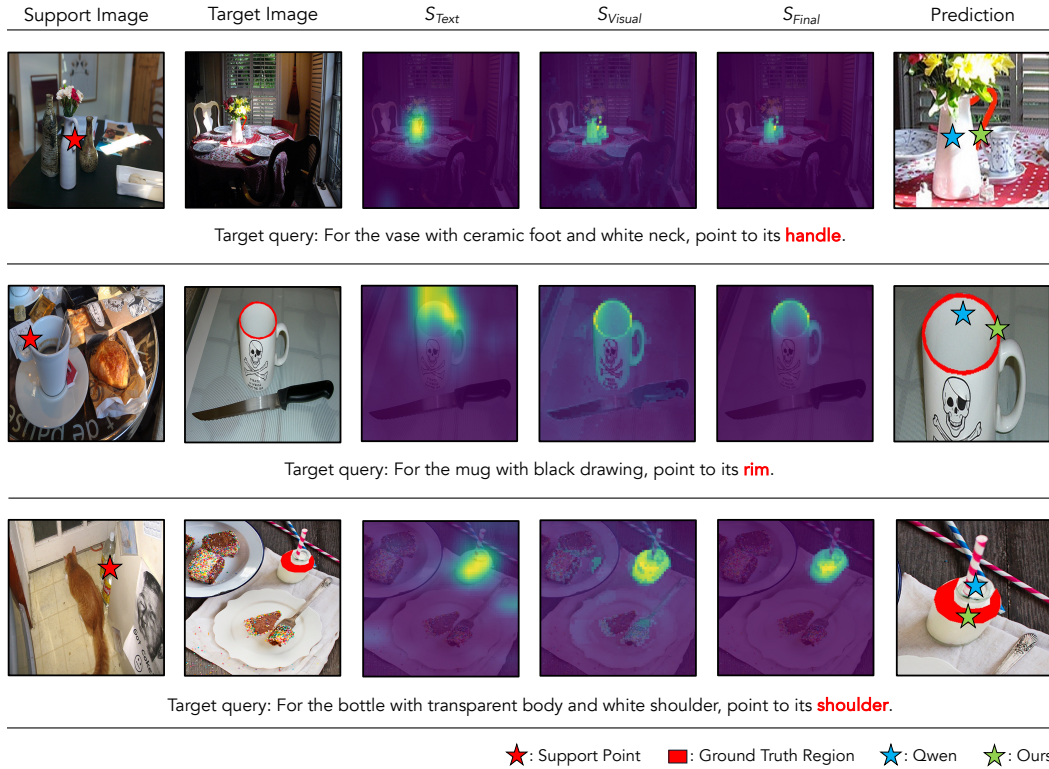 Support Image Target Image S_Text S_Visual S_Final Prediction
Target query: For the vase with ceramic foot and white neck, point to its handle.
Target query: For the mug with black drawing, point to its rim.
Target query: For the bottle with transparent body and white shoulder, point to its shoulder.
: Support Point : Ground Truth Region : Qwen : Ours